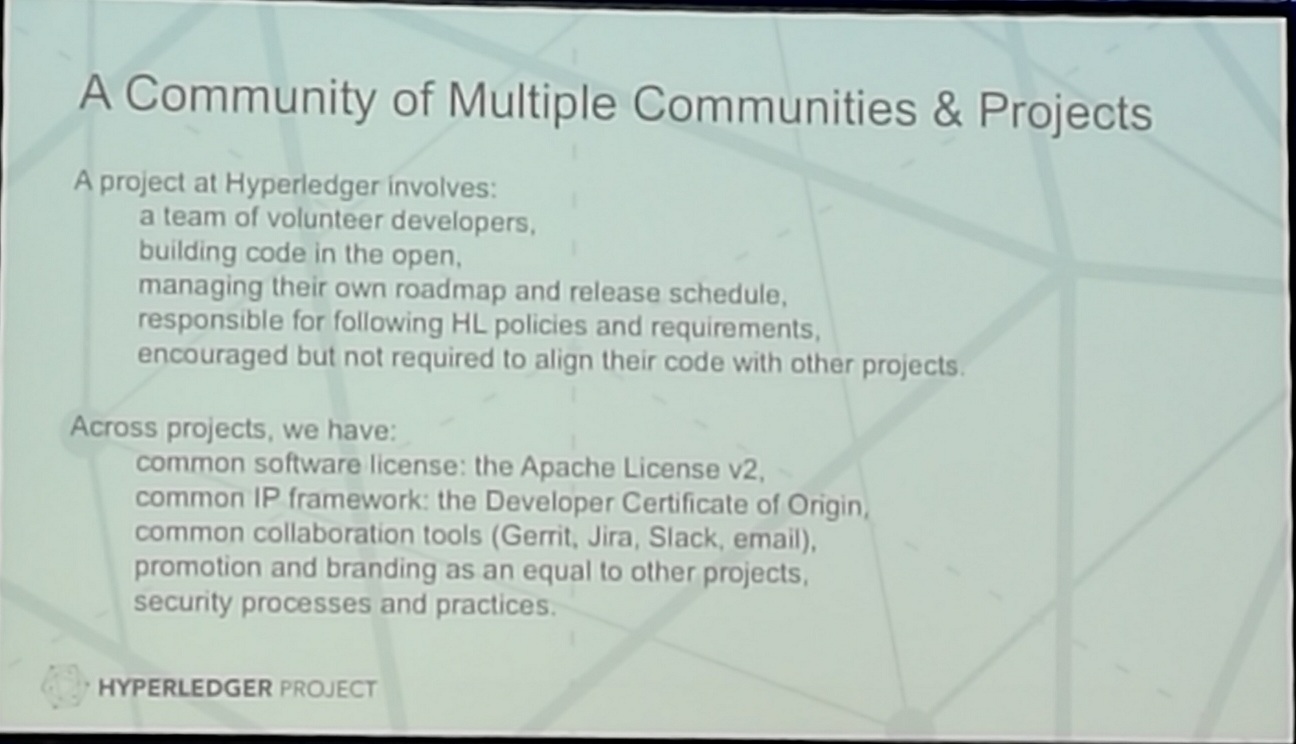 A Community of Multiple Communities & Projects
A project at Hyperledger involves:
a team of volunteer developers,
building code in the open,
managing their own roadmap and release schedule,
responsible for following HL policies and requirements,
encouraged but not required to align their code with other projects.
Across projects, we have:
common software license: the Apache License v2,
common IP framework: the Developer Certificate of Origin,
common collaboration tools (Gerrit, Jira, Slack, email),
promotion and branding as an equal to other projects,
security processes and practices.
HYPERLEDGER PROJECT